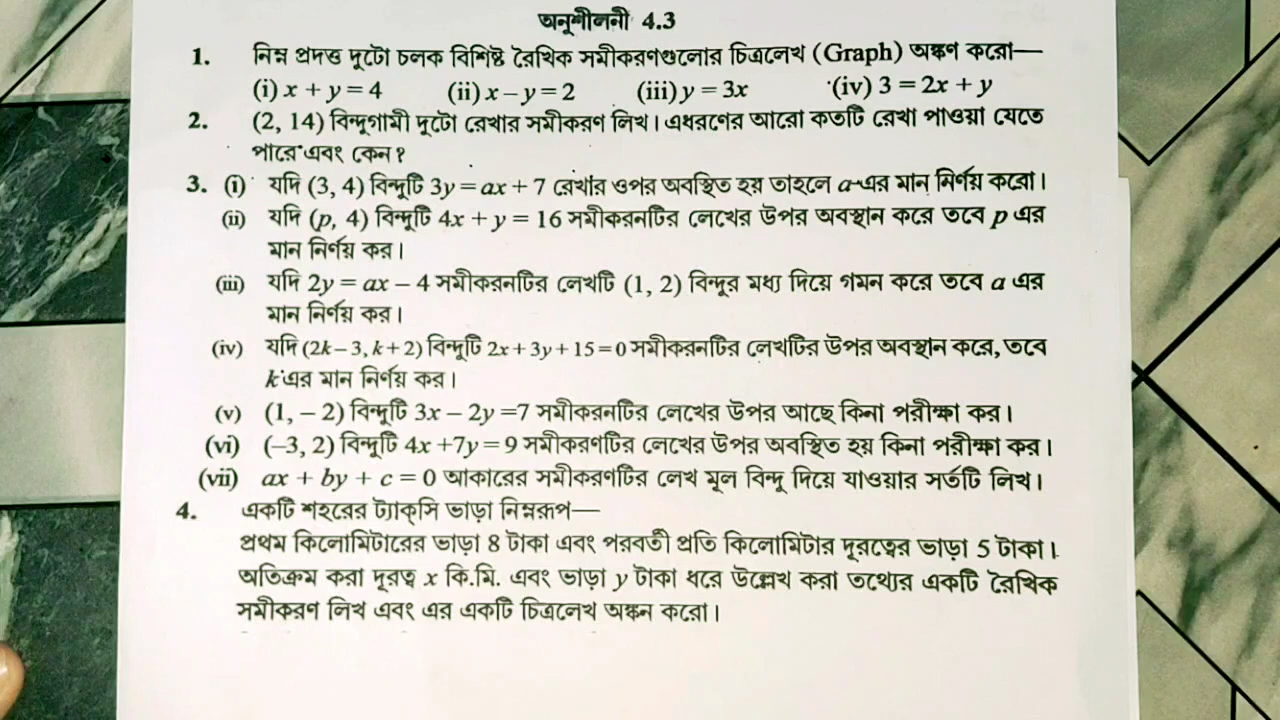 অনুশীলনী 4.3
1. নিম্ন প্রদত্ত দুটো চলক বিশিষ্ট রৈখিক সমীকরণগুলোর চিত্রলেখ (Graph) অঙ্কণ করো—
(i) x + y = 4 (ii) x – y = 2 (iii) y = 3x (iv) 3 = 2x + y
2. (2, 14) বিন্দুগামী দুটো রেখার সমীকরণ লিখ। এধরণের আরো কতটি রেখা পাওয়া যেতে
পারে এবং কেন?
3. (i) যদি (3, 4) বিন্দুটি 3y = ax + 7 রেখার ওপর অবস্থিত হয় তাহলে a-এর মান নির্ণয় করো।
(ii) যদি (p, 4) বিন্দুটি 4x + y = 16 সমীকরনটির লেখের উপর অবস্থান করে তবে p এর
মান নির্ণয় কর।
(iii) যদি 2y = ax – 4 সমীকরনটির লেখটি (1, 2) বিন্দুর মধ্য দিয়ে গমন করে তবে a এর
মান নির্ণয় কর।
(iv) যদি (2k – 3, k + 2) বিন্দুটি 2x + 3y + 15 = 0 সমীকরনটির লেখটির উপর অবস্থান করে, তবে
k এর মান নির্ণয় কর।
(v) (1, – 2) বিন্দুটি 3x – 2y =7 সমীকরনটির লেখের উপর আছে কিনা পরীক্ষা কর।
(vi) (–3, 2) বিন্দুটি 4x +7y = 9 সমীকরণটির লেখের উপর অবস্থিত হয় কিনা পরীক্ষা কর।
(vii) ax + by + c = 0 আকারের সমীকরণটির লেখ মূল বিন্দু দিয়ে যাওয়ার সর্তটি লিখ।
4. একটি শহরের ট্যাক্‌সি ভাড়া নিম্নরূপ—
প্রথম কিলোমিটারের ভাড়া 8 টাকা এবং পরবর্তী প্রতি কিলোমিটার দূরত্বের ভাড়া 5 টাকা।
অতিক্রম করা দূরত্ব x কি.মি. এবং ভাড়া y টাকা ধরে উল্লেখ করা তথ্যের একটি রৈখিক
সমীকরণ লিখ এবং এর একটি চিত্রলেখ অঙ্কন করো।